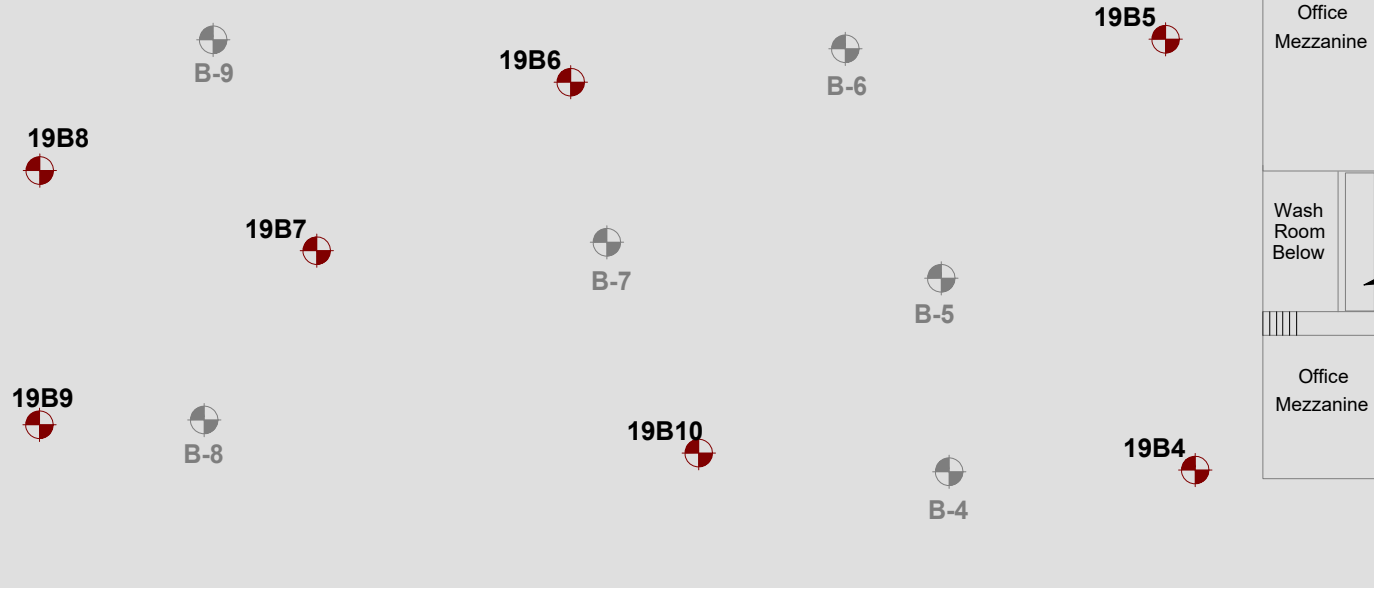 Office
Mezzanine
19B5
B-9
19B6
B-6
19B8
19B7
B-7
B-5
Wash
Room
Below
Office
Mezzanine
19B9
B-8
19B10
B-4
19B4